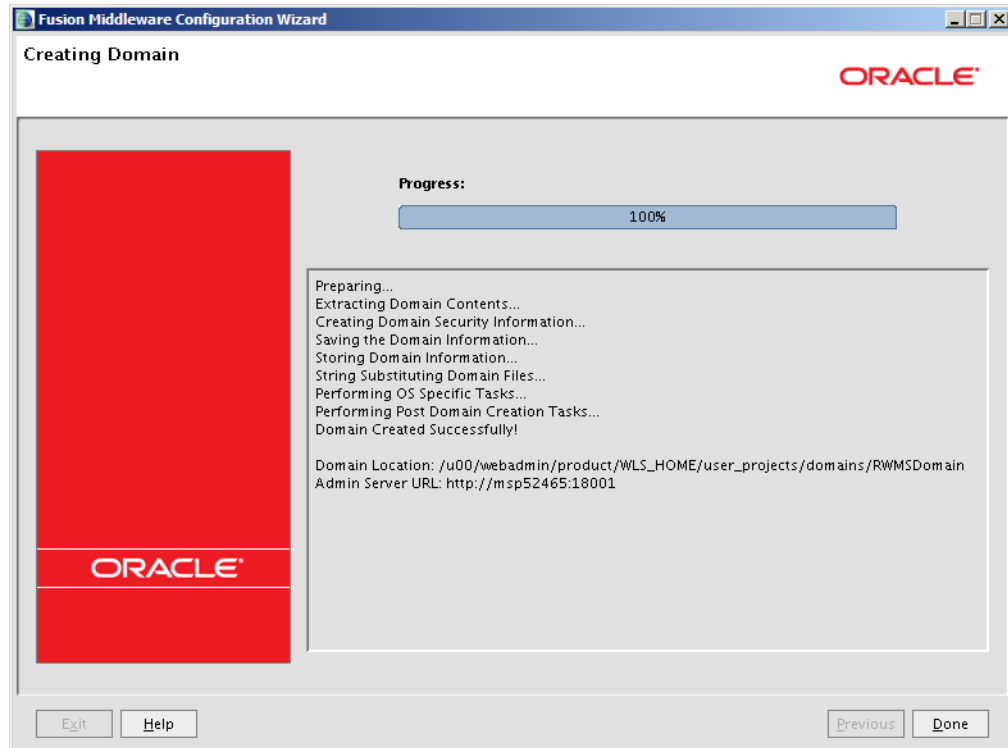 Fusion Middleware Configuration Wizard
Creating Domain
ORACLE
Progress:
100%
Preparing...
Extracting Domain Contents...
Creating Domain Security Information...
Saving the Domain Information...
Storing Domain Information...
String Substituting Domain Files...
Performing OS Specific Tasks...
Performing Post Domain Creation Tasks...
Domain Created Successfully!
Domain Location: /u00/webadmin/product/WLS_HOME/user_projects/domains/RWMSDomain
Admin Server URL: http://msp52465:18001
ORACLE
Exit Help Previous Done